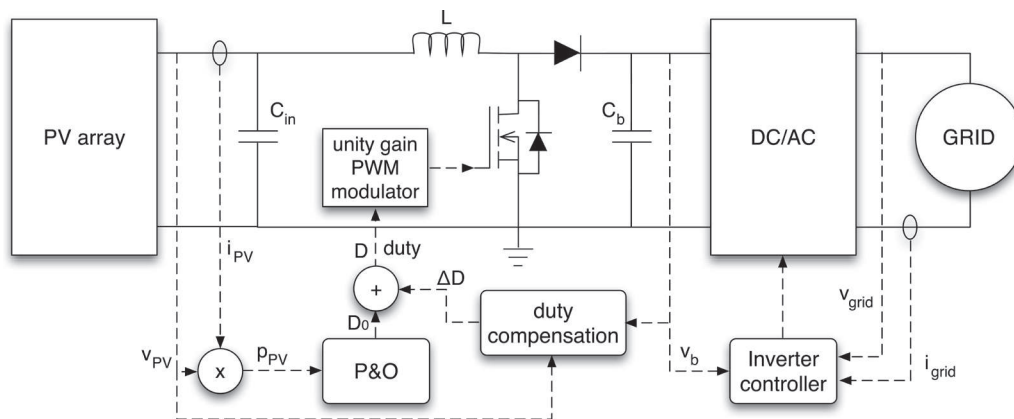 L
PV array
C_in
unity gain
PWM
modulator
C_b
DC/AC
GRID
i_PV
D duty
+
ΔD
D₀
duty
compensation
v_grid
v_PV
x
p_PV
P&O
v_b
Inverter
controller
i_grid